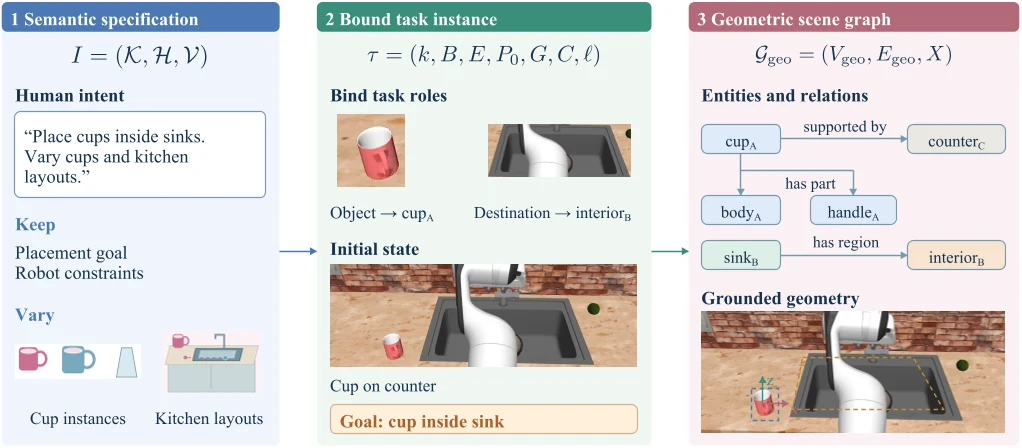 1 Semantic specification
I = (𝒦, ℋ, 𝒱)
Human intent
“Place cups inside sinks.
Vary cups and kitchen
layouts.”
Keep
Placement goal
Robot constraints
Vary
Cup instances
Kitchen layouts
2 Bound task instance
τ = (k, B, E, P₀, G, C, ℓ)
Bind task roles
Object → cup_A
Destination → interior_B
Initial state
Cup on counter
Goal: cup inside sink
3 Geometric scene graph
𝒢_geo = (V_geo, E_geo, X)
Entities and relations
cup_A
supported by
counter_C
has part
body_A
handle_A
sink_B
has region
interior_B
Grounded geometry
z